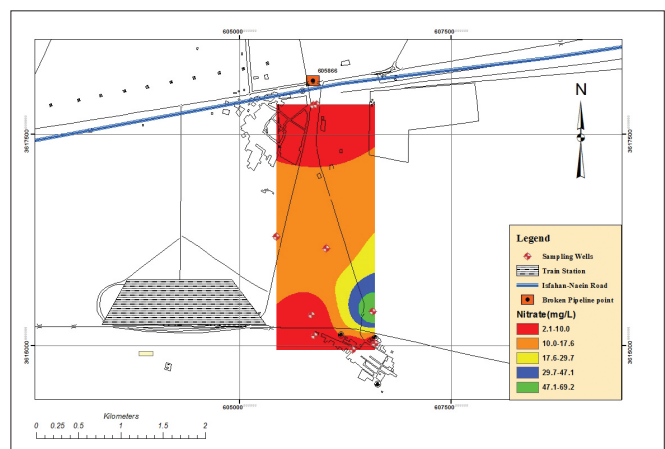 605000
607500
605866
N
3617500
3617500
Legend
Sampling Wells
Train Station
Isfahan-Naein Road
Broken Pipeline point
Nitrate(mg/L)
2.1-10.0
10.0-17.6
17.6-29.7
29.7-47.1
47.1-69.2
605000
607500
Kilometers
0 0.25 0.5 1 1.5 2